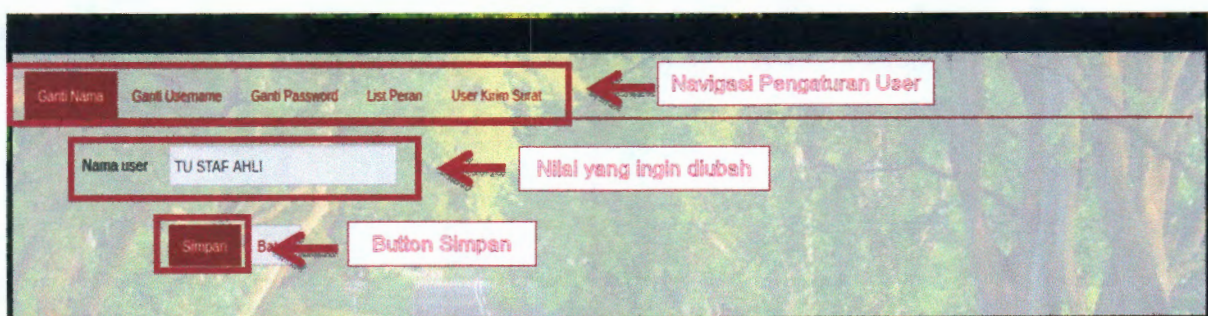 Ganti Nama Ganti Username Ganti Password List Peran User Kirim Surat Navigasi Pengaturan User
Nama user TU STAF AHLI Nilai yang ingin diubah
Simpan Button Simpan